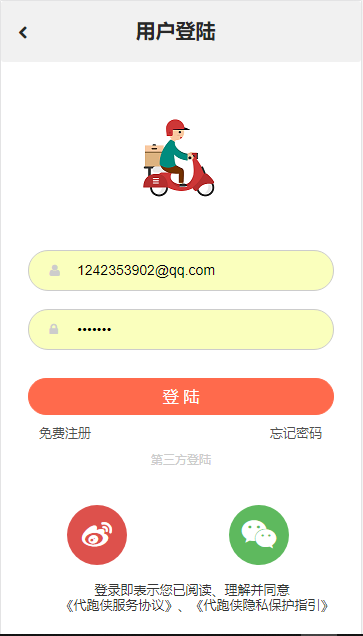 用户登陆
1242353902@qq.com
•••••••
登 陆
免费注册 忘记密码
第三方登陆
登录即表示您已阅读、理解并同意
《代跑侠服务协议》、《代跑侠隐私保护指引》